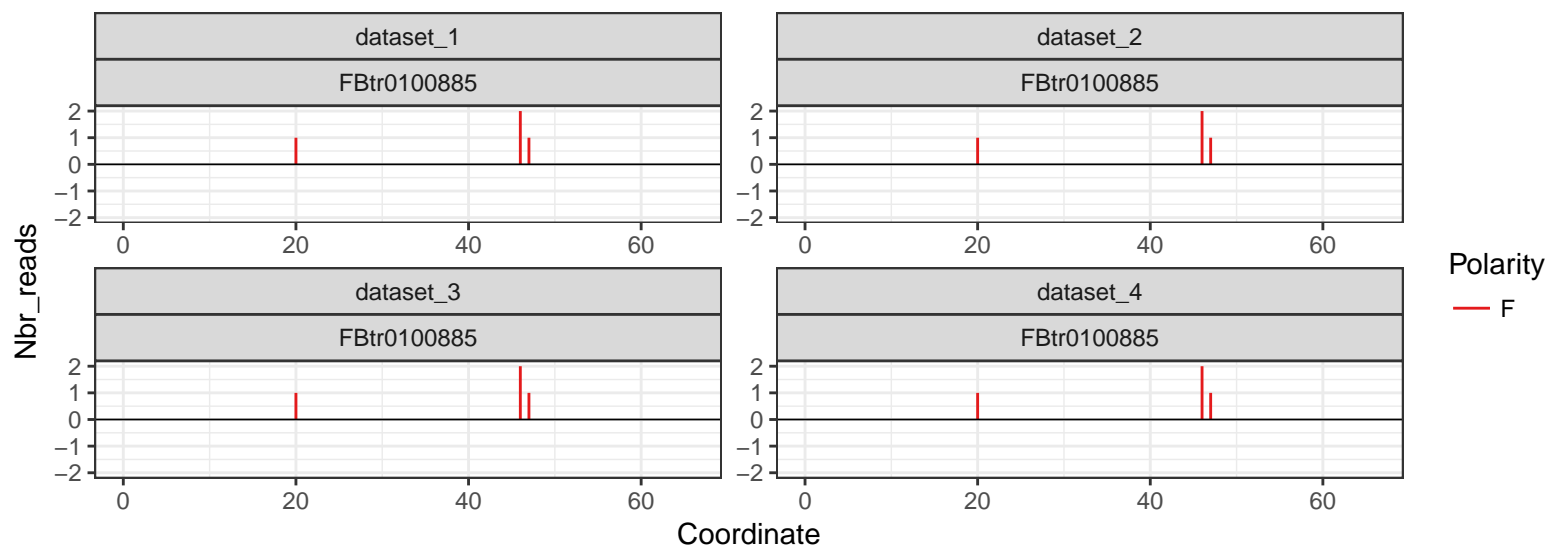 dataset_1
dataset_2
FBtr0100885
FBtr0100885
2
1
0
−1
−2
2
1
0
−1
−2
0 20 40 60
0 20 40 60
dataset_3
dataset_4
FBtr0100885
FBtr0100885
2
1
0
−1
−2
2
1
0
−1
−2
0 20 40 60
0 20 40 60
Nbr_reads
Coordinate
Polarity
F